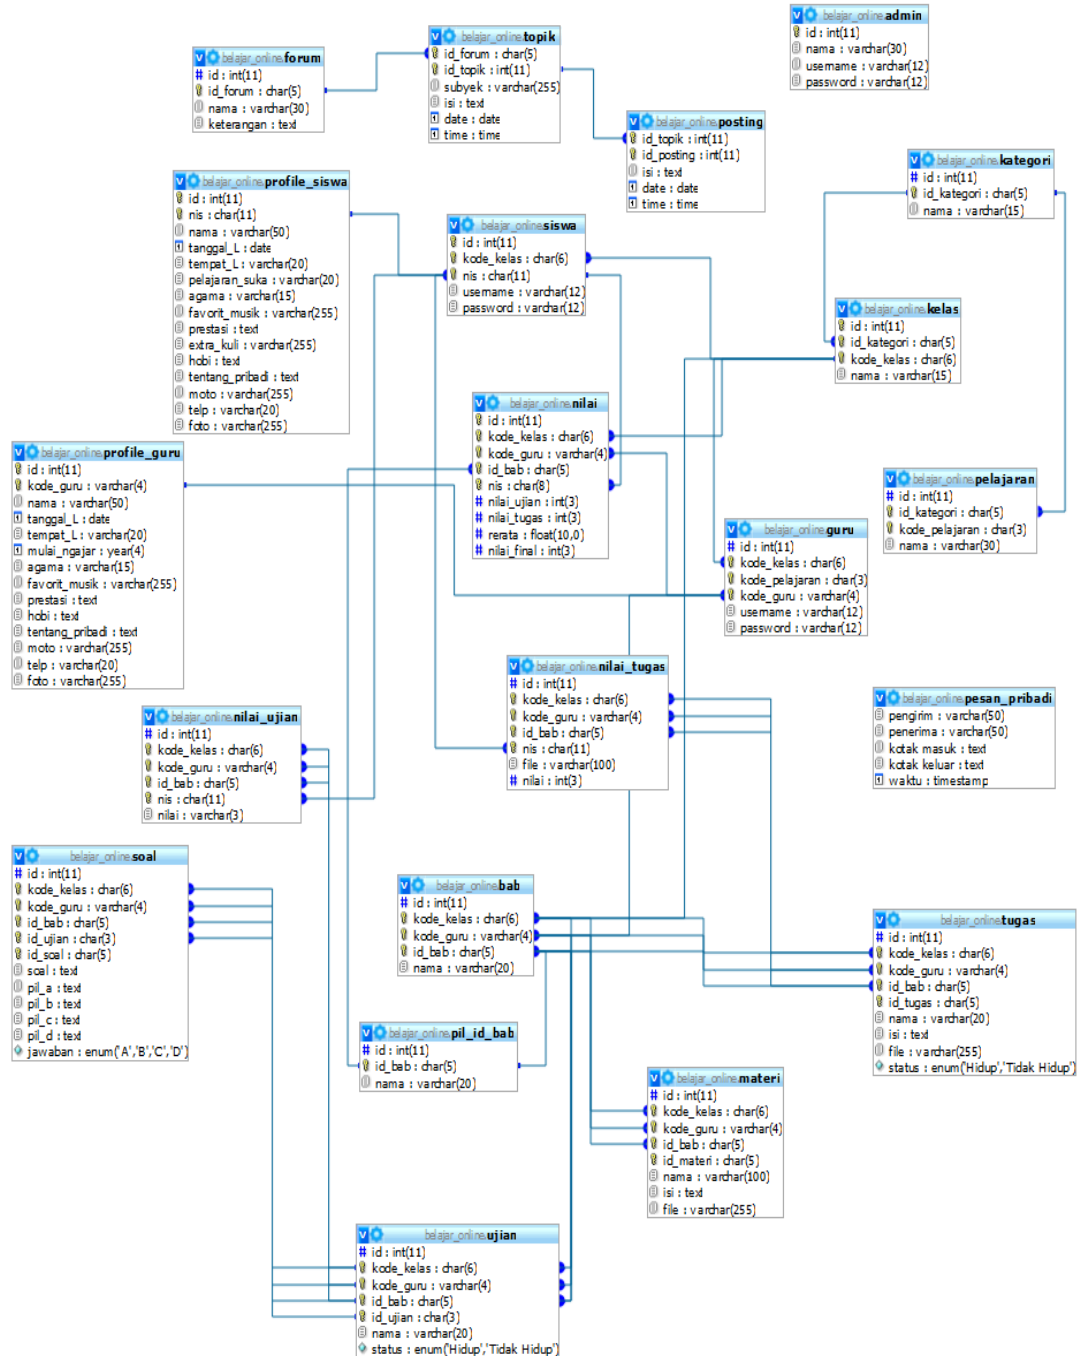 belajar_online.admin
id : int(11)
nama : varchar(30)
username : varchar(12)
password : varchar(12)
belajar_online.topik
id_forum : char(5)
id_topik : int(11)
subyek : varchar(255)
isi : text
date : date
time : time
belajar_online.forum
id : int(11)
id_forum : char(5)
nama : varchar(30)
keterangan : text
belajar_online.posting
id_topik : int(11)
id_posting : int(11)
isi : text
date : date
time : time
belajar_online.kategori
id : int(11)
id_kategori : char(5)
nama : varchar(15)
belajar_online.profile_siswa
id : int(11)
nis : char(11)
nama : varchar(50)
tanggal_L : date
tempat_L : varchar(20)
pelajaran_suka : varchar(20)
agama : varchar(15)
favorit_musik : varchar(255)
prestasi : text
extra_kuli : varchar(255)
hobi : text
tentang_pribadi : text
moto : varchar(255)
telp : varchar(20)
foto : varchar(255)
belajar_online.siswa
id : int(11)
kode_kelas : char(6)
nis : char(11)
username : varchar(12)
password : varchar(12)
belajar_online.kelas
id : int(11)
id_kategori : char(5)
kode_kelas : char(6)
nama : varchar(15)
belajar_online.nilai
id : int(11)
kode_kelas : char(6)
kode_guru : varchar(4)
id_bab : char(5)
nis : char(8)
nilai_ujian : int(3)
nilai_tugas : int(3)
rerata : float(10,0)
nilai_final : int(3)
belajar_online.profile_guru
id : int(11)
kode_guru : varchar(4)
nama : varchar(50)
tanggal_L : date
tempat_L : varchar(20)
mulai_ngajar : year(4)
agama : varchar(15)
favorit_musik : varchar(255)
prestasi : text
hobi : text
tentang_pribadi : text
moto : varchar(255)
telp : varchar(20)
foto : varchar(255)
belajar_online.pelajaran
id : int(11)
id_kategori : char(5)
kode_pelajaran : char(3)
nama : varchar(30)
belajar_online.guru
id : int(11)
kode_kelas : char(6)
kode_pelajaran : char(3)
kode_guru : varchar(4)
username : varchar(12)
password : varchar(12)
belajar_online.nilai_tugas
id : int(11)
kode_kelas : char(6)
kode_guru : varchar(4)
id_bab : char(5)
nis : char(11)
file : varchar(100)
nilai : int(3)
belajar_online.pesan_pribadi
pengirim : varchar(50)
penerima : varchar(50)
kotak masuk : text
kotak keluar : text
waktu : timestamp
belajar_online.nilai_ujian
id : int(11)
kode_kelas : char(6)
kode_guru : varchar(4)
id_bab : char(5)
nis : char(11)
nilai : varchar(3)
belajar_online.soal
id : int(11)
kode_kelas : char(6)
kode_guru : varchar(4)
id_bab : char(5)
id_ujian : char(3)
id_soal : char(5)
soal : text
pil_a : text
pil_b : text
pil_c : text
pil_d : text
jawaban : enum('A','B','C','D')
belajar_online.bab
id : int(11)
kode_kelas : char(6)
kode_guru : varchar(4)
id_bab : char(5)
nama : varchar(20)
belajar_online.tugas
id : int(11)
kode_kelas : char(6)
kode_guru : varchar(4)
id_bab : char(5)
id_tugas : char(5)
nama : varchar(20)
isi : text
file : varchar(255)
status : enum('Hidup','Tidak Hidup')
belajar_online.pil_id_bab
id : int(11)
id_bab : char(5)
nama : varchar(20)
belajar_online.materi
id : int(11)
kode_kelas : char(6)
kode_guru : varchar(4)
id_bab : char(5)
id_materi : char(5)
nama : varchar(100)
isi : text
file : varchar(255)
belajar_online.ujian
id : int(11)
kode_kelas : char(6)
kode_guru : varchar(4)
id_bab : char(5)
id_ujian : char(3)
nama : varchar(20)
status : enum('Hidup','Tidak Hidup')